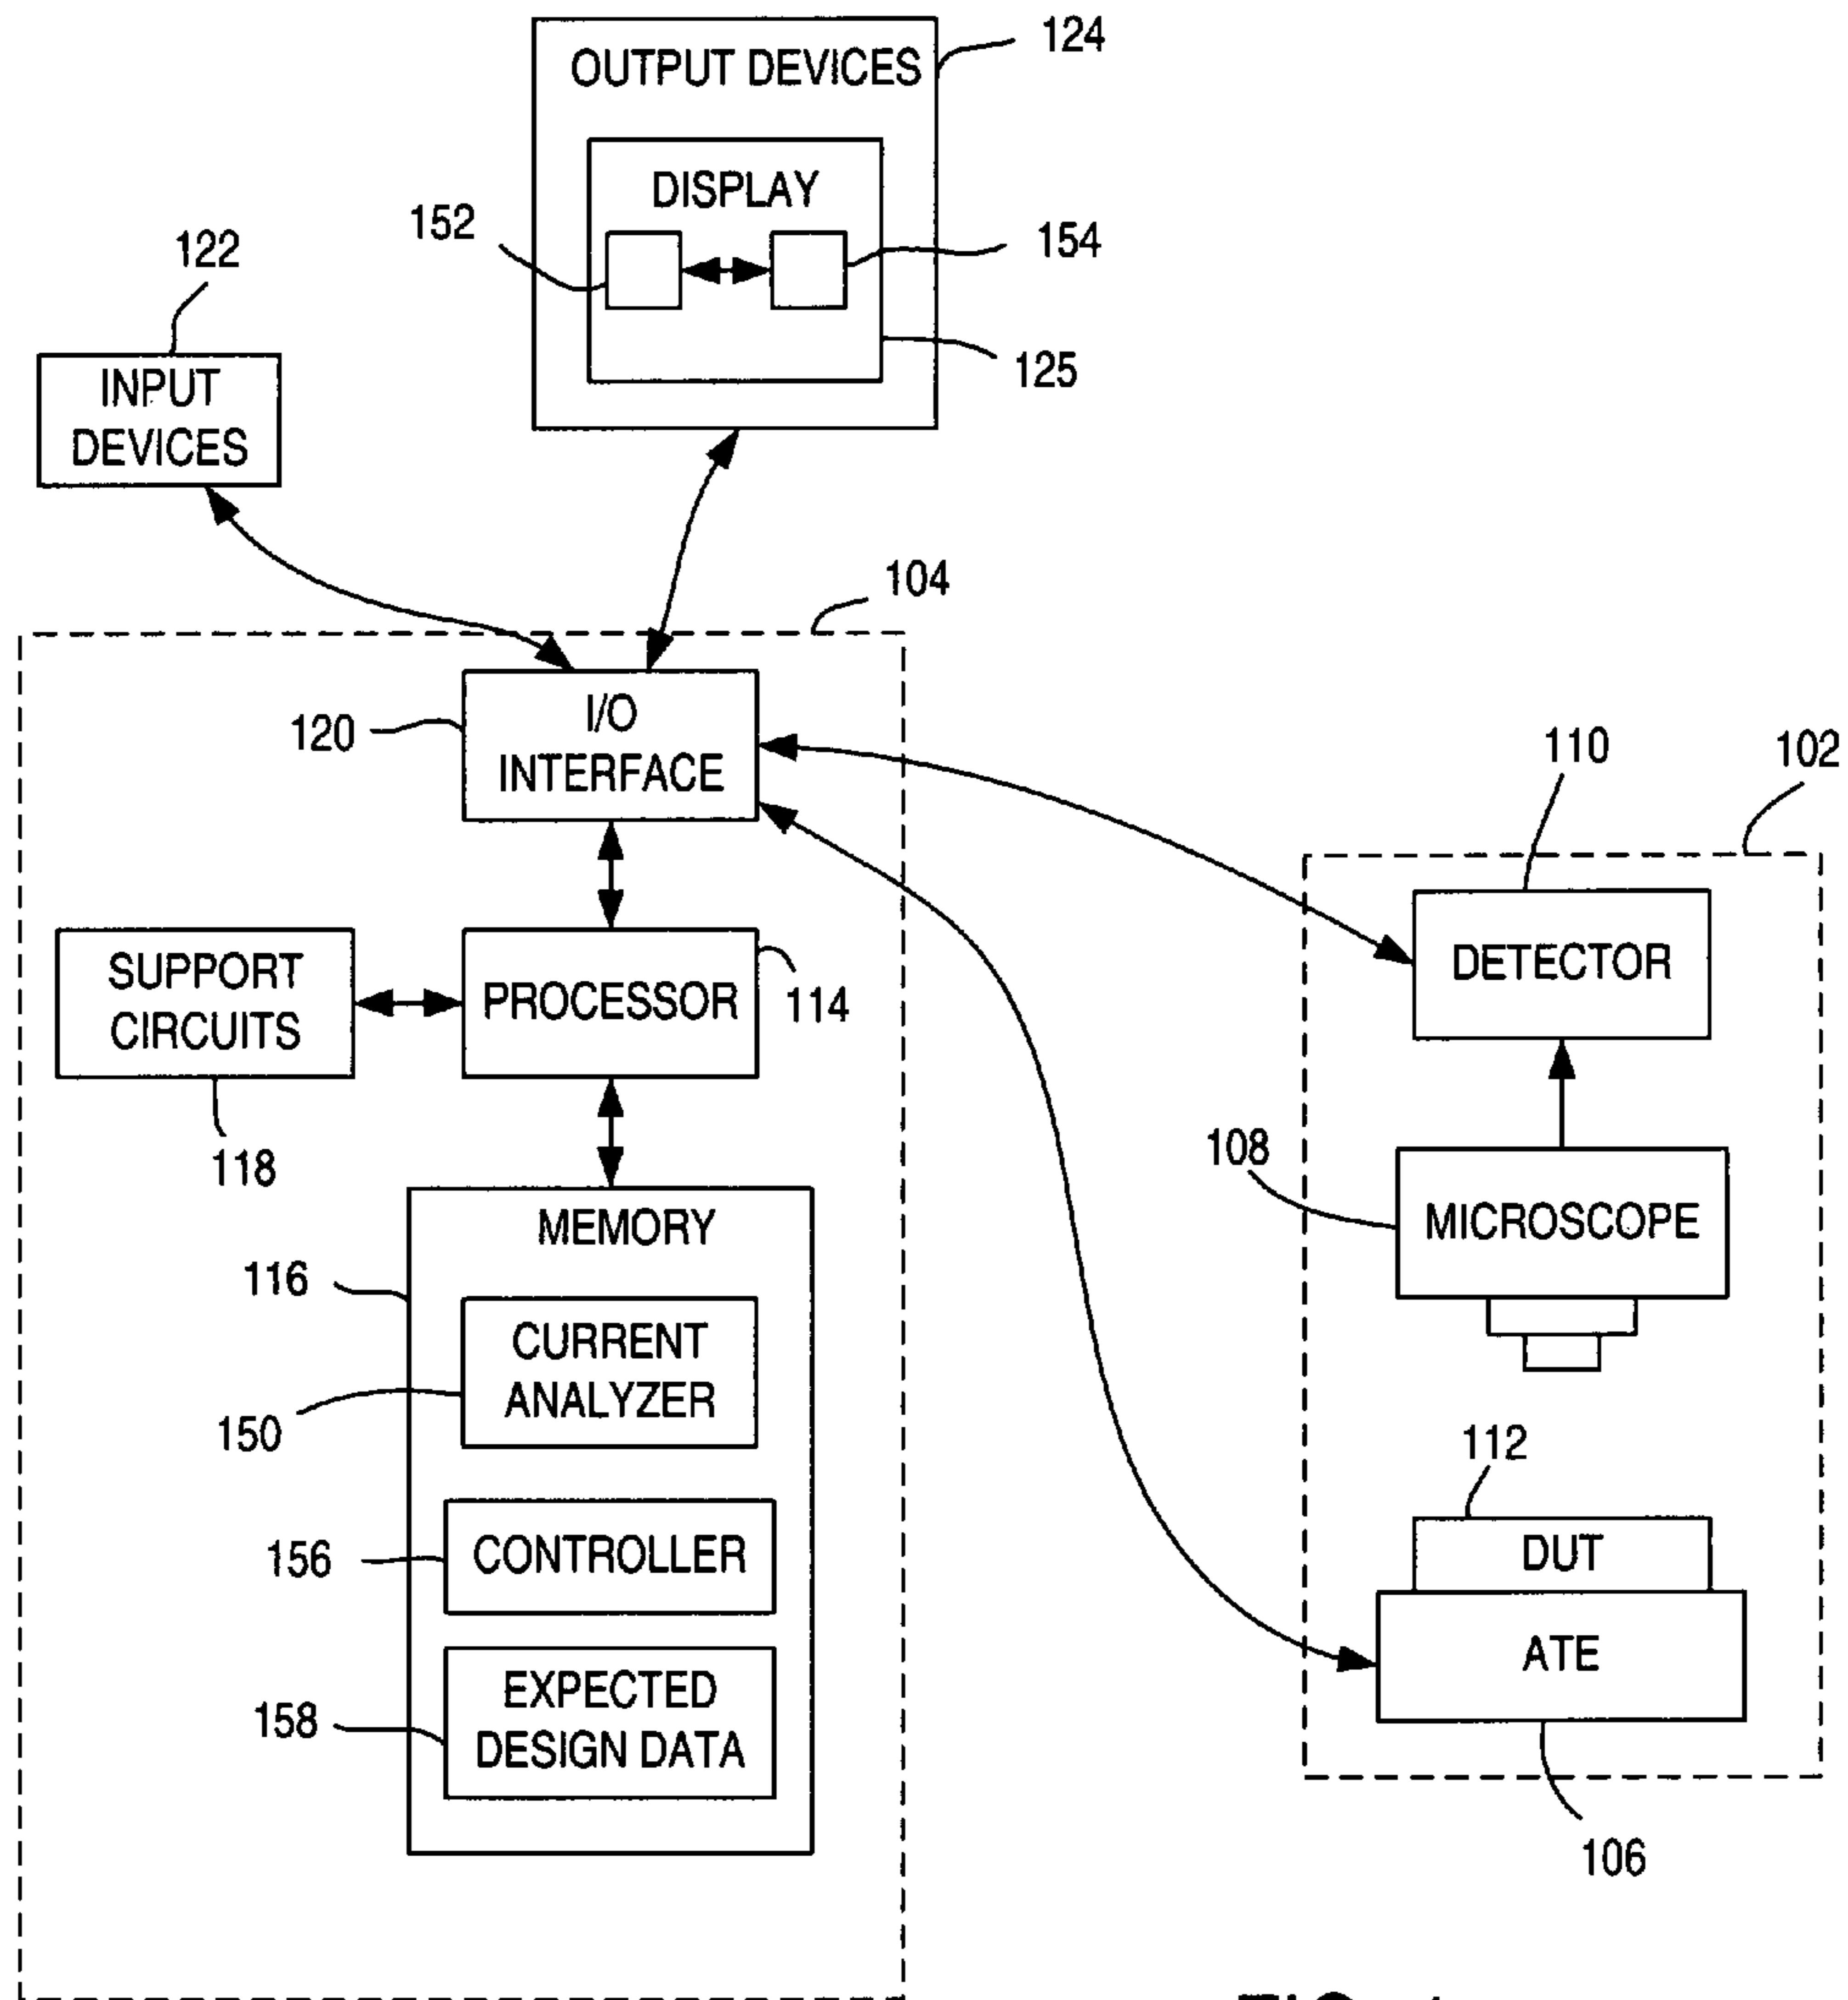 124
OUTPUT DEVICES
DISPLAY
152
154
125
122
INPUT
DEVICES
104
120
I/O
INTERFACE
110
102
DETECTOR
SUPPORT
CIRCUITS
118
PROCESSOR
114
108
MICROSCOPE
MEMORY
116
CURRENT
ANALYZER
150
156
CONTROLLER
158
EXPECTED
DESIGN DATA
112
DUT
ATE
106